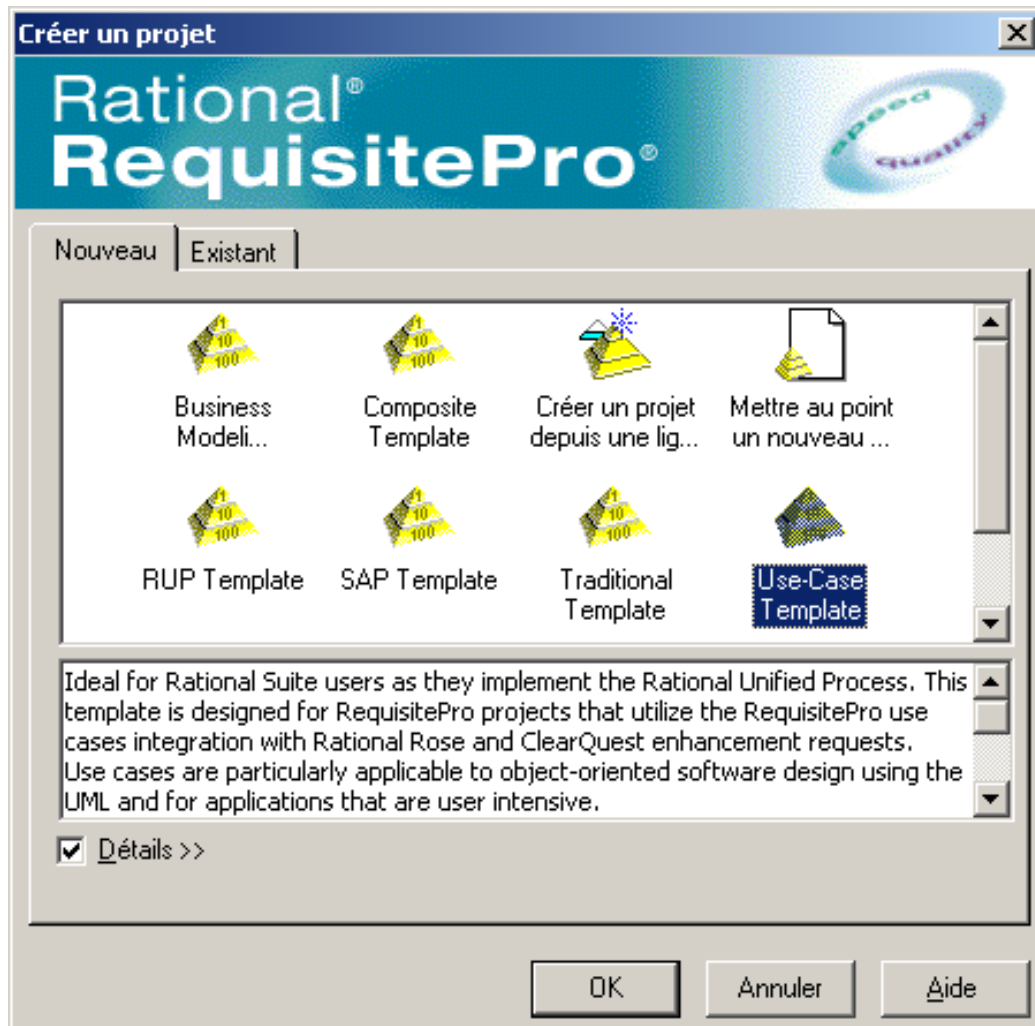 Créer un projet
Rational®
RequisitePro®
speed
quality
Nouveau
Existant
Business
Modeli...
Composite
Template
Créer un projet
depuis une lig...
Mettre au point
un nouveau ...
RUP Template
SAP Template
Traditional
Template
Use-Case
Template
Ideal for Rational Suite users as they implement the Rational Unified Process. This
template is designed for RequisitePro projects that utilize the RequisitePro use
cases integration with Rational Rose and ClearQuest enhancement requests.
Use cases are particularly applicable to object-oriented software design using the
UML and for applications that are user intensive.
Détails >>
OK
Annuler
Aide